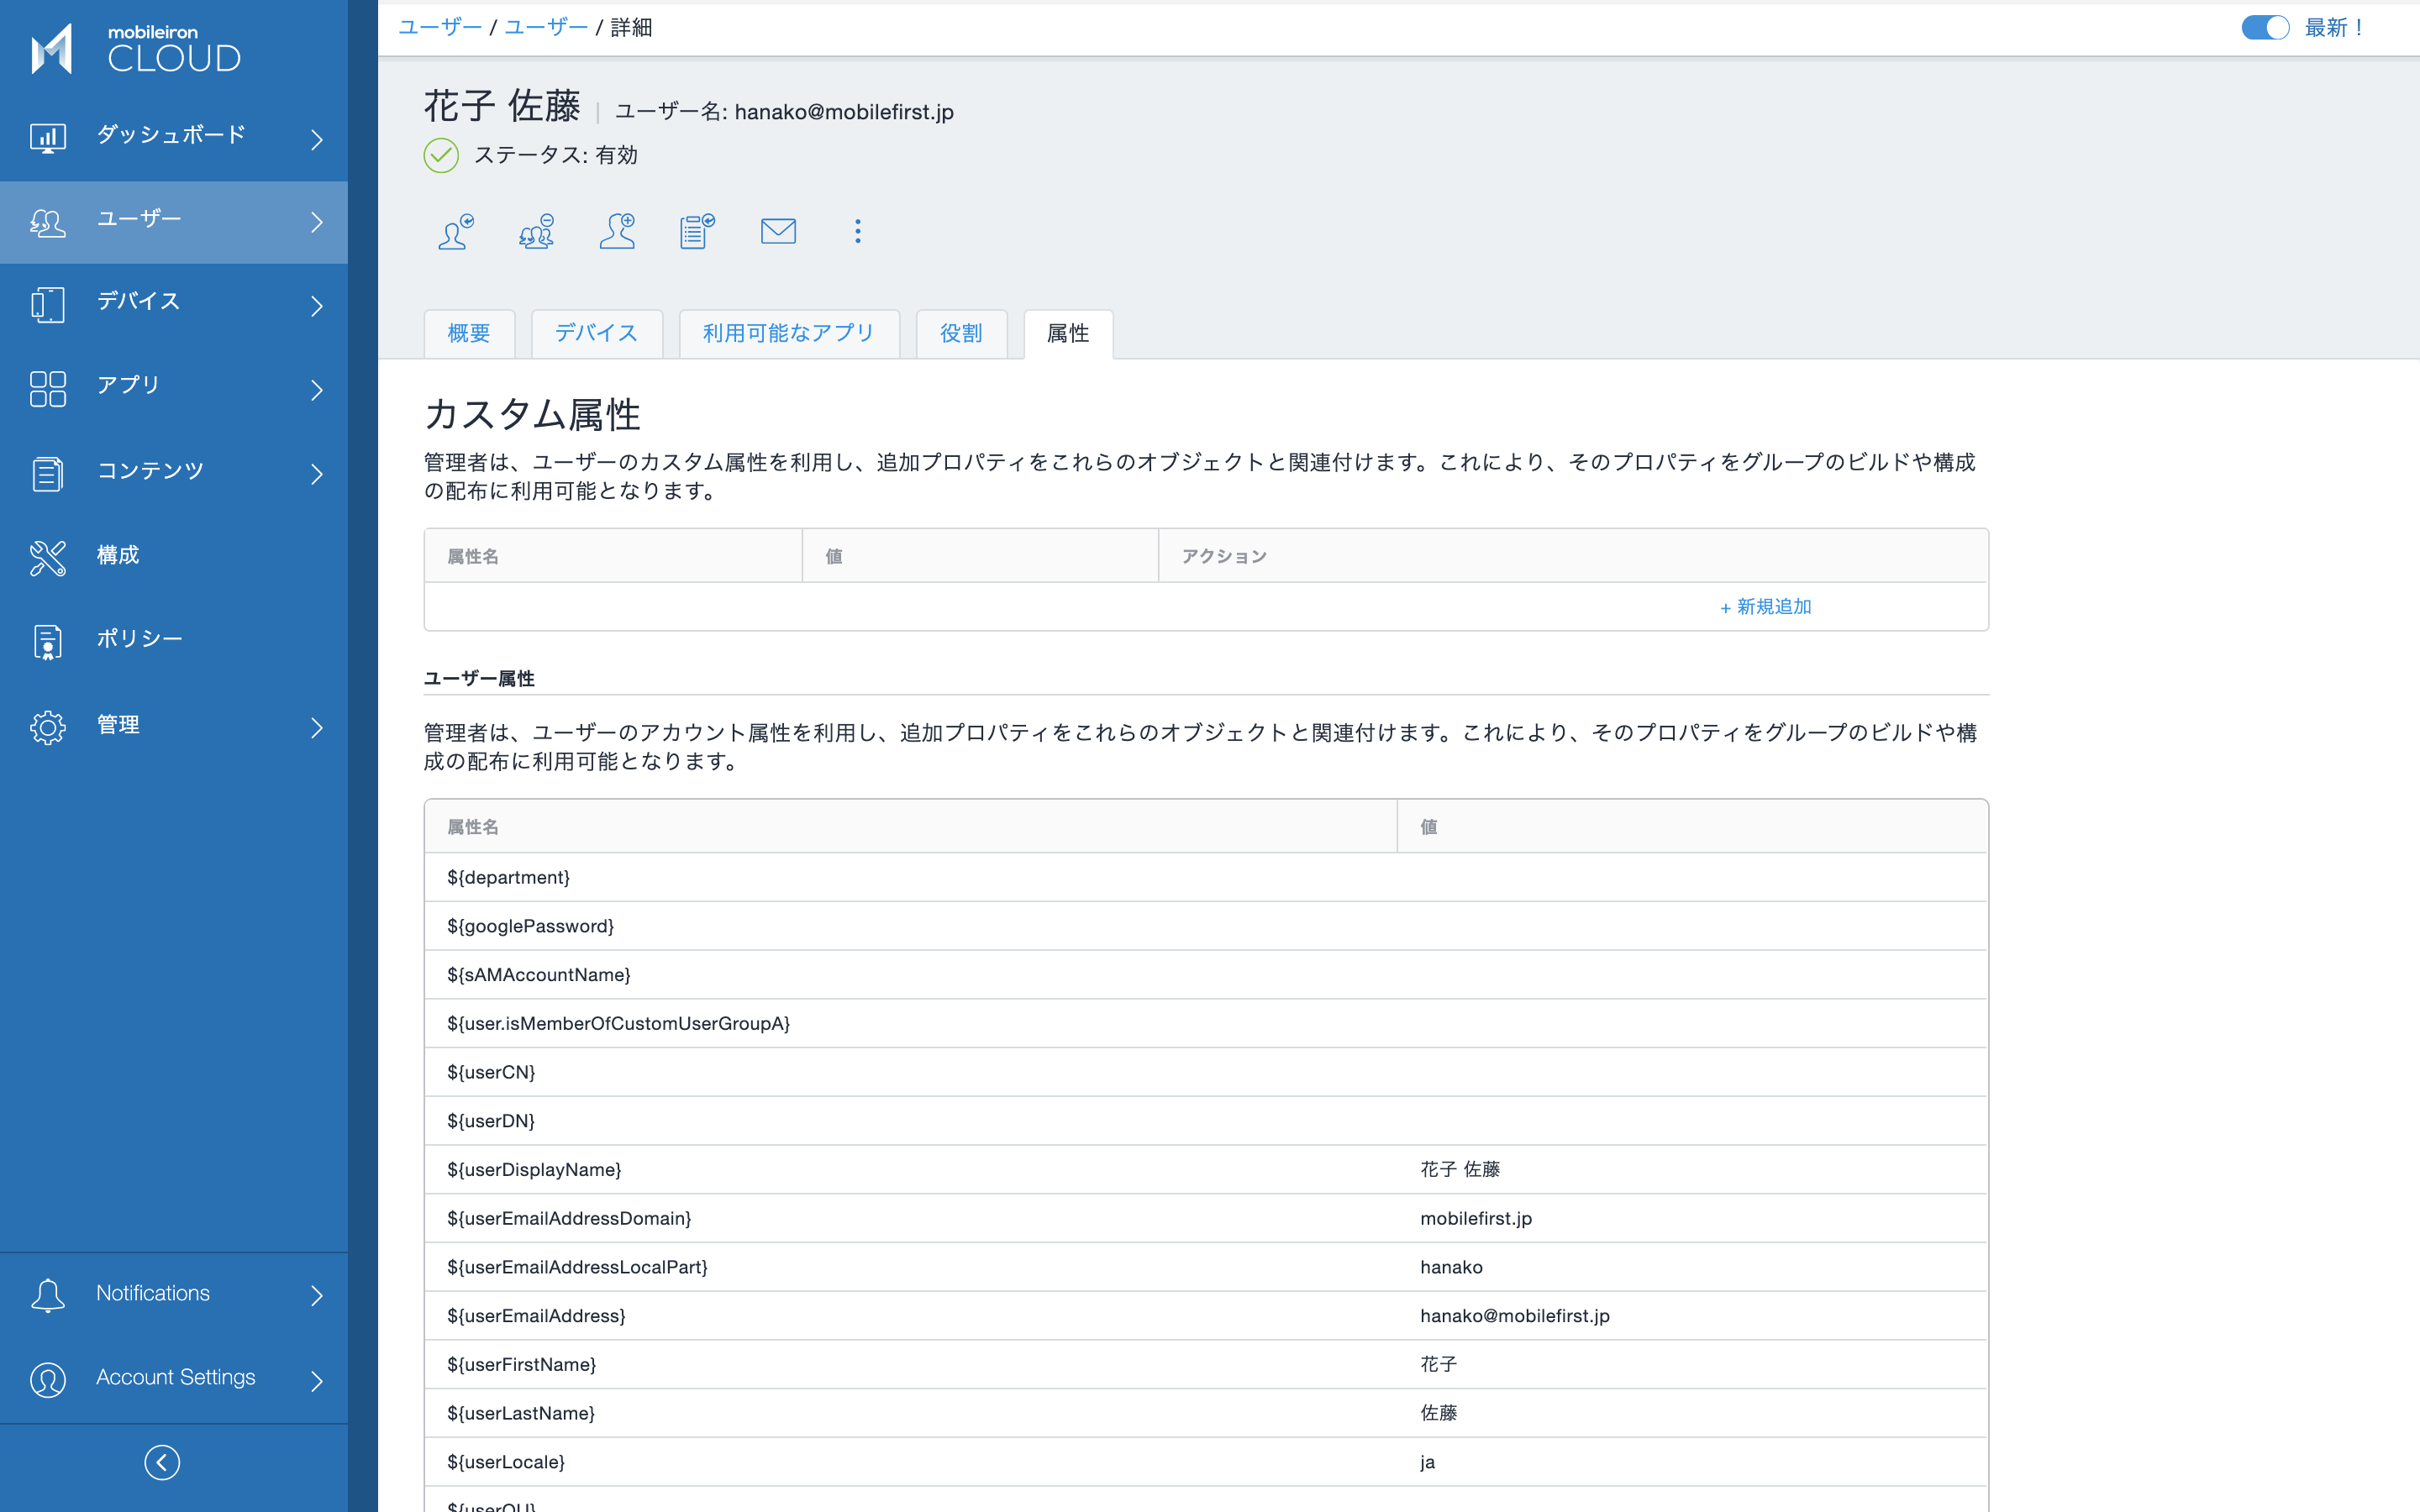 mobileiron
CLOUD
ダッシュボード
ユーザー
デバイス
アプリ
コンテンツ
構成
ポリシー
管理
Notifications
Account Settings
ユーザー / ユーザー / 詳細
最新！
花子 佐藤 | ユーザー名: hanako@mobilefirst.jp
ステータス: 有効
概要
デバイス
利用可能なアプリ
役割
属性
カスタム属性
管理者は、ユーザーのカスタム属性を利用し、追加プロパティをこれらのオブジェクトと関連付けます。これにより、そのプロパティをグループのビルドや構成
の配布に利用可能となります。
属性名 値 アクション
+ 新規追加
ユーザー属性
管理者は、ユーザーのアカウント属性を利用し、追加プロパティをこれらのオブジェクトと関連付けます。これにより、そのプロパティをグループのビルドや構
成の配布に利用可能となります。
属性名 値
${department}
${googlePassword}
${sAMAccountName}
${user.isMemberOfCustomUserGroupA}
${userCN}
${userDN}
${userDisplayName} 花子 佐藤
${userEmailAddressDomain} mobilefirst.jp
${userEmailAddressLocalPart} hanako
${userEmailAddress} hanako@mobilefirst.jp
${userFirstName} 花子
${userLastName} 佐藤
${userLocale} ja
${userOU}